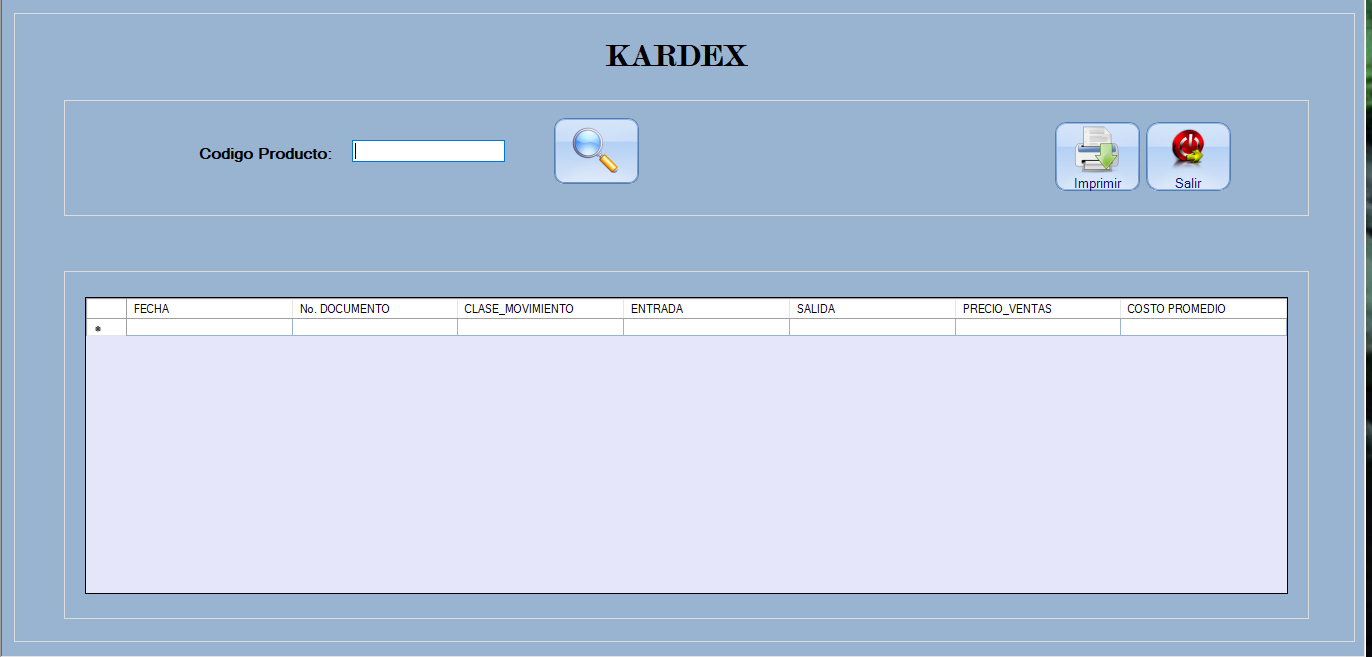 KARDEX
Codigo Producto:
Imprimir
Salir
FECHA No. DOCUMENTO CLASE_MOVIMIENTO ENTRADA SALIDA PRECIO_VENTAS COSTO PROMEDIO